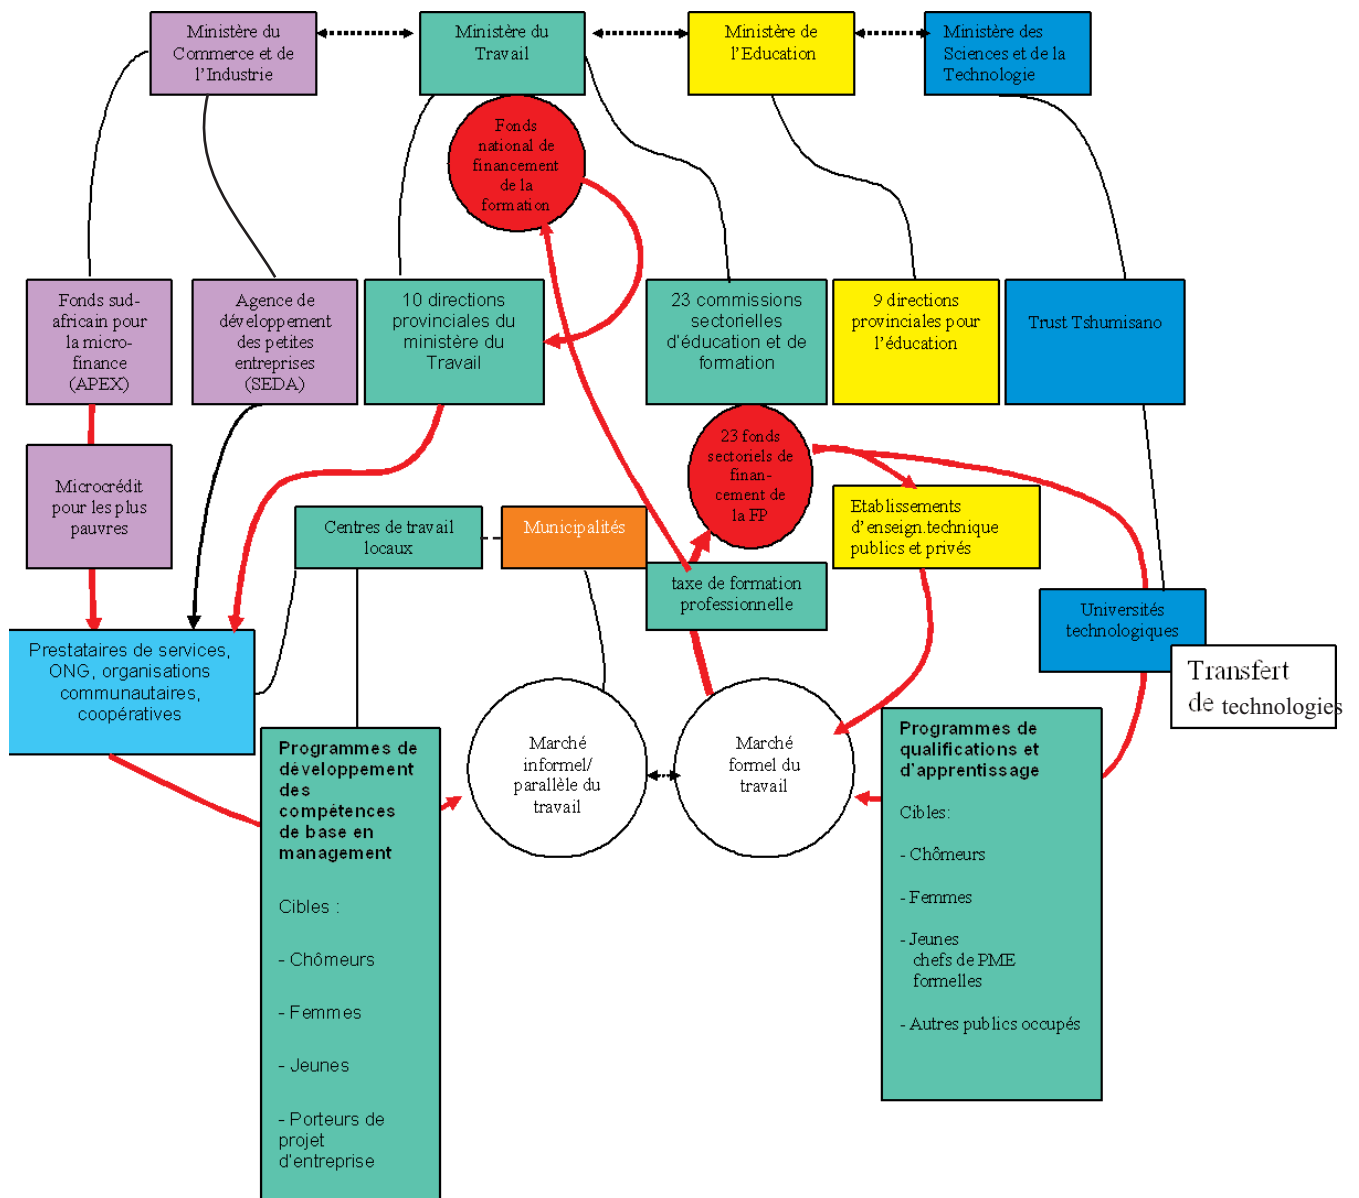 Ministère du
Commerce et de
l’Industrie
Ministère du
Travail
Ministère de
l’Education
Ministère des
Sciences et de la
Technologie
Fonds
national de
financement
de la
formation
Fonds sud-
africain pour
la micro-
finance
(APEX)
Agence de
développement
des petites
entreprises
(SEDA)
10 directions
provinciales du
ministère du
Travail
23 commissions
sectorielles
d'éducation et de
formation
9 directions
provinciales pour
l’éducation
Trust Tshumisano
Microcrédit
pour les plus
pauvres
23 fonds
sectoriels de
finan-
cement de
la FP
Etablissements
d’enseign.technique
publics et privés
Centres de travail
locaux
Municipalités
taxe de formation
professionnelle
Universités
technologiques
Transfert
de technologies
Prestataires de services,
ONG, organisations
communautaires,
coopératives
Programmes de
développement
des
compétences
de base en
management
Cibles :
- Chômeurs
- Femmes
- Jeunes
- Porteurs de
projet
d'entreprise
Marché
informel/
parallèle du
travail
Marché
formel du
travail
Programmes de
qualifications et
d’apprentissage
Cibles:
- Chômeurs
- Femmes
- Jeunes
chefs de PME
formelles
- Autres publics occupés